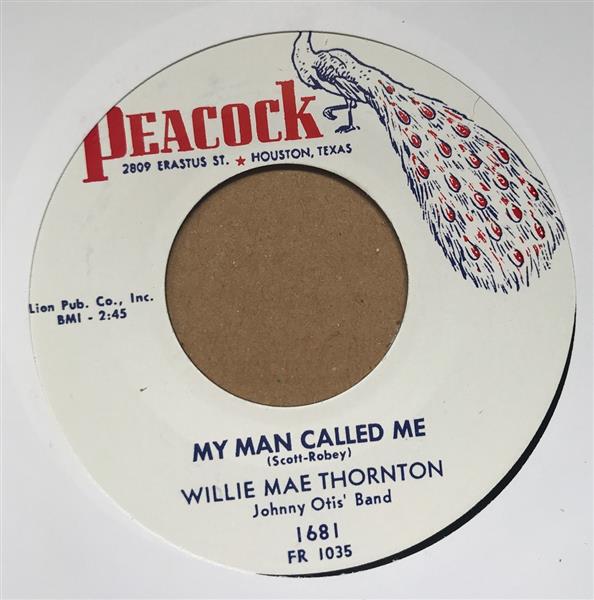 PEACOCK
2809 ERASTUS ST. ★ HOUSTON, TEXAS
Lion Pub. Co., Inc.
BMI - 2:45
MY MAN CALLED ME
(Scott-Robey)
WILLIE MAE THORNTON
Johnny Otis' Band
1681
FR 1035